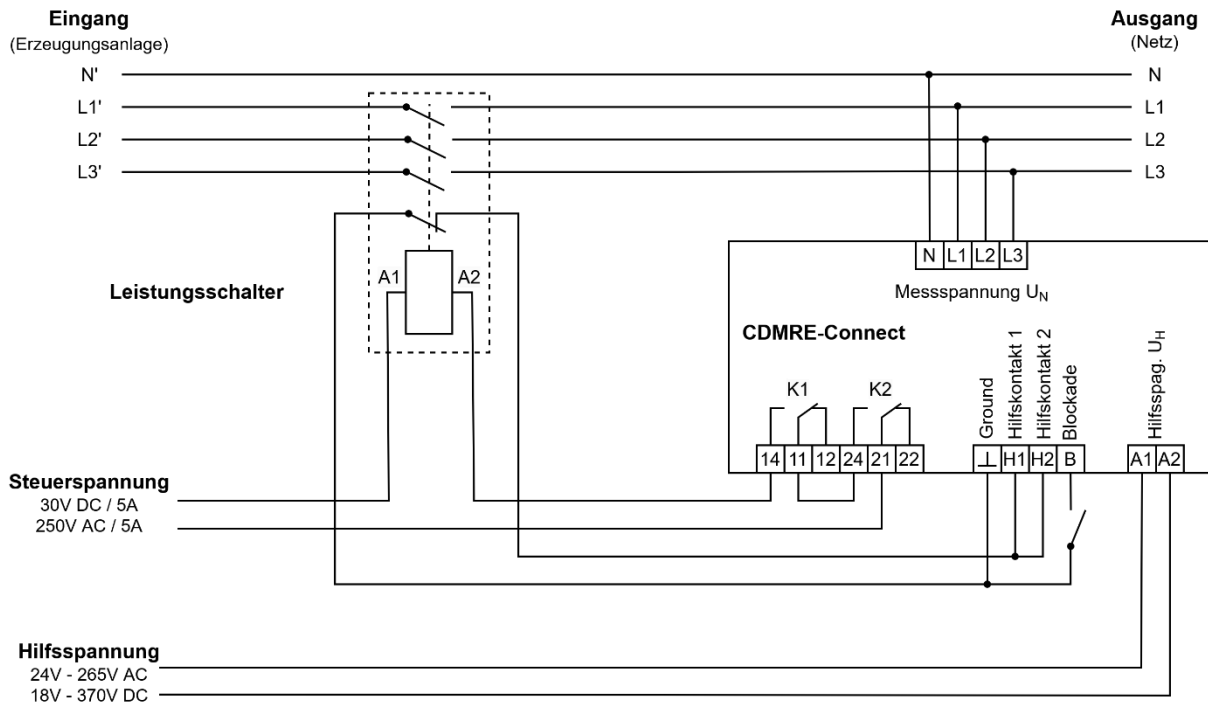 Eingang
(Erzeugungsanlage)
Ausgang
(Netz)
N'
N
L1'
L1
L2'
L2
L3'
L3
N L1 L2 L3
A1 A2
Leistungsschalter
Messspannung UN
CDMRE-Connect
K1 K2
Ground
Hilfskontakt 1
Hilfskontakt 2
Blockade
Hilfsspag. UH
14 11 12 24 21 22
⊥ H1 H2 B
A1 A2
Steuerspannung
30V DC / 5A
250V AC / 5A
Hilfsspannung
24V - 265V AC
18V - 370V DC